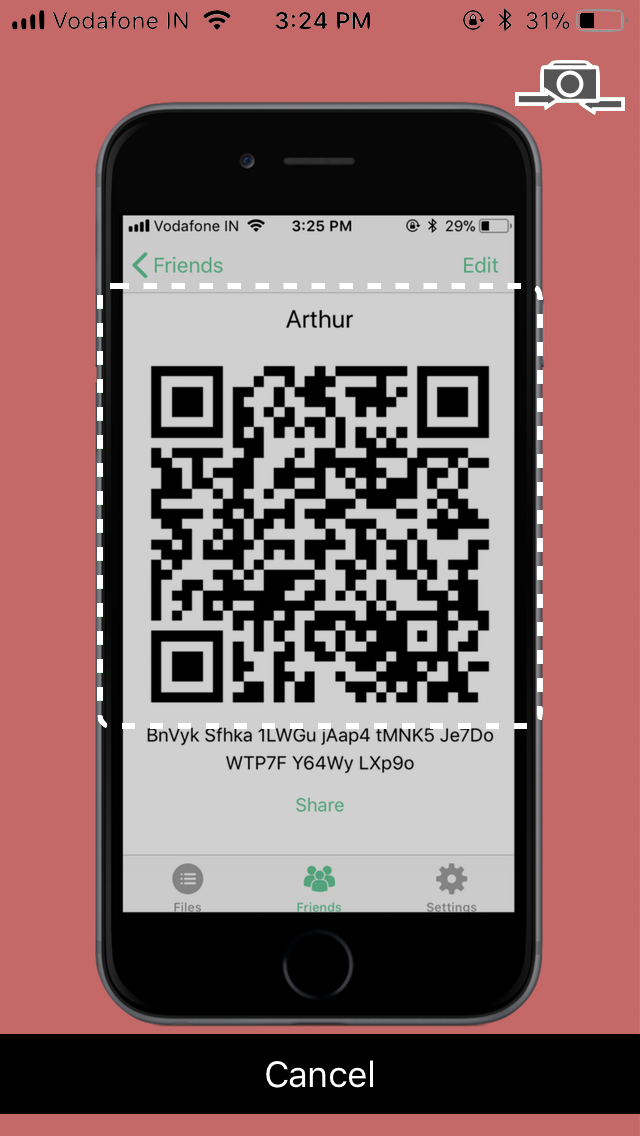 Vodafone IN 3:24 PM 31%
Vodafone IN 3:25 PM 29%
Friends Edit
Arthur
BnVyk Sfhka 1LWGu jAap4 tMNK5 Je7Do
WTP7F Y64Wy LXp9o
Share
Files Friends Settings
Cancel